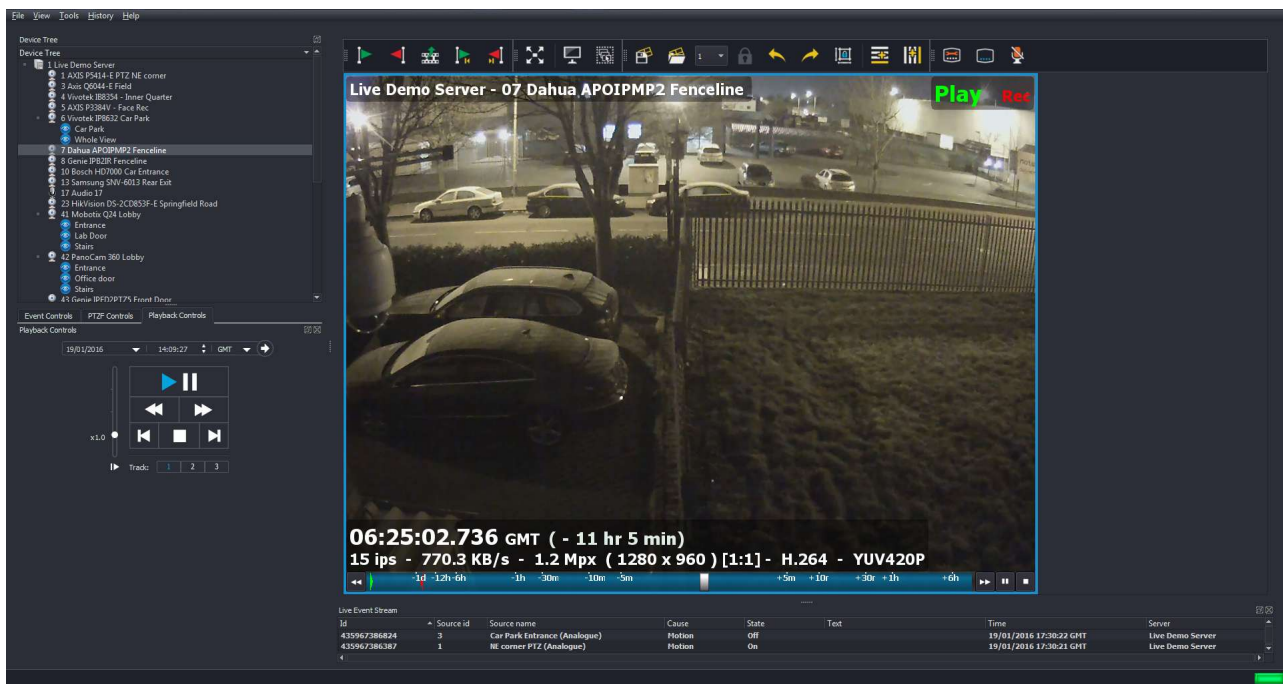 File View Tools History Help
Device Tree
Device Tree
1 Live Demo Server
1 AXIS P5414-E PTZ NE corner
3 Axis Q6044-E Field
4 Vivotek IB8354 - Inner Quarter
5 AXIS P3384V - Face Rec
6 Vivotek IP8632 Car Park
Car Park
Whole View
7 Dahua APOIPMP2 Fenceline
8 Genie IPB2IR Fenceline
10 Bosch HD7000 Car Entrance
13 Samsung SNV-6013 Rear Exit
17 Audio 17
23 HikVision DS-2CD853F-E Springfield Road
41 Mobotix Q24 Lobby
Entrance
Lab Door
Stairs
42 PanoCam 360 Lobby
Entrance
Office door
Stairs
43 Genie IPFD2PTZ5 Front Door
Event Controls PTZF Controls Playback Controls
Playback Controls
19/01/2016 14:09:27 GMT
x1.0
Track: 1 2 3
1
Live Demo Server - 07 Dahua APOIPMP2 Fenceline
Play Rec
06:25:02.736 GMT ( - 11 hr 5 min)
15 ips - 770.3 KB/s - 1.2 Mpx ( 1280 x 960 ) [1:1] - H.264 - YUV420P
-1d -12h -6h -1h -30m -10m -5m +5m +10r +30r +1h +6h
Live Event Stream
Id Source id Source name Cause State Text Time Server
435967386824 3 Car Park Entrance (Analogue) Motion Off 19/01/2016 17:30:22 GMT Live Demo Server
435967386387 1 NE corner PTZ (Analogue) Motion On 19/01/2016 17:30:21 GMT Live Demo Server